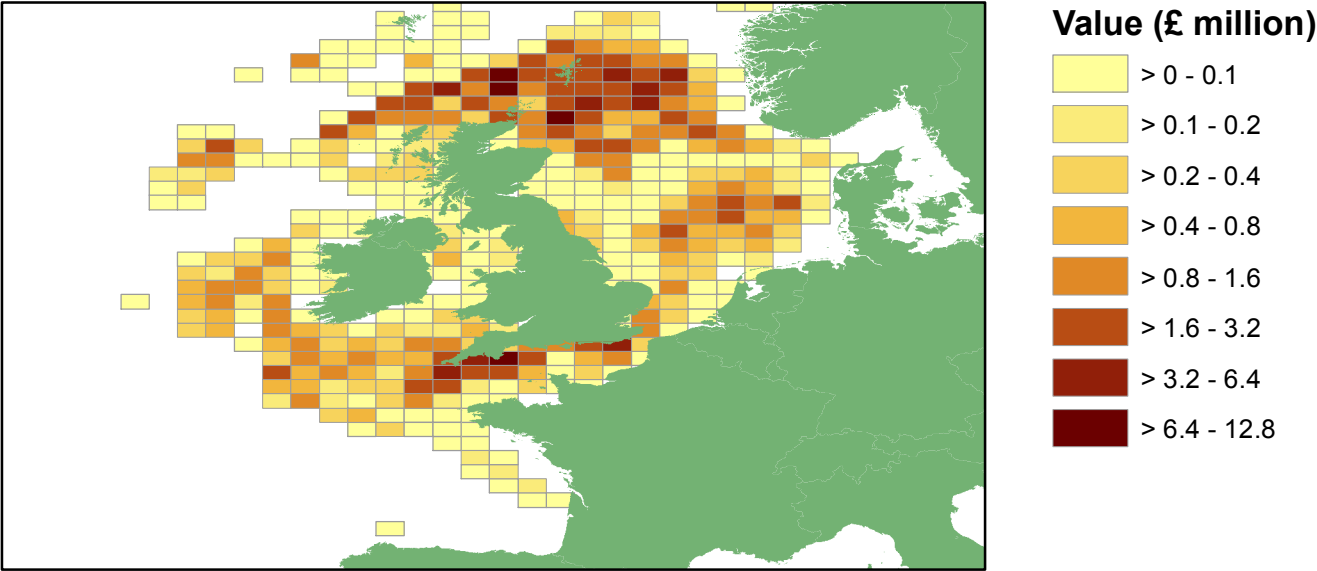 Value (£ million)
> 0 - 0.1
> 0.1 - 0.2
> 0.2 - 0.4
> 0.4 - 0.8
> 0.8 - 1.6
> 1.6 - 3.2
> 3.2 - 6.4
> 6.4 - 12.8